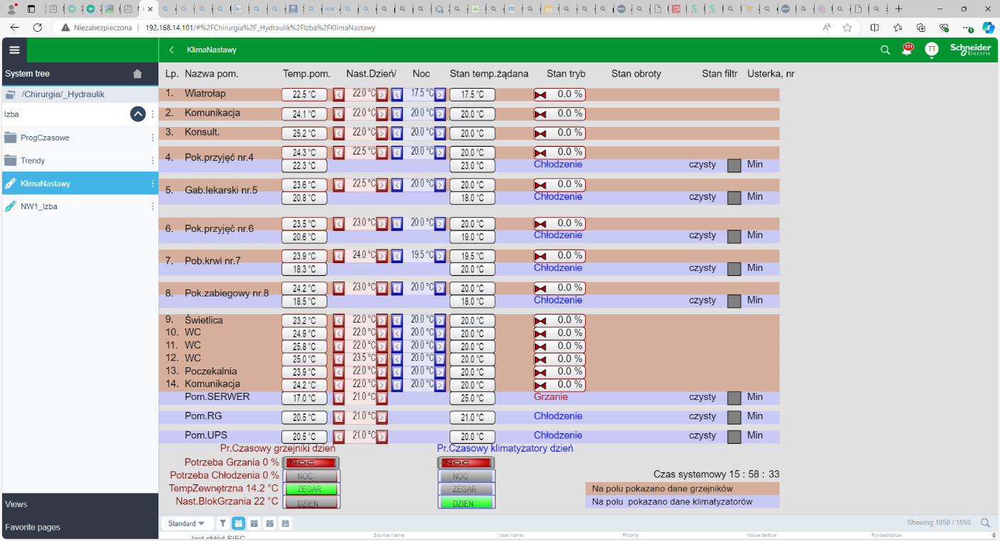 Niezabezpieczona 192.168.14.101/#%2FChirurgia%2F_Hydraulik%2FIzba%2FKlimaNastawy
KlimaNastawy 151 TT Schneider Electric
System tree
/Chirurgia/_Hydraulik
Izba
ProgCzasowe
Trendy
KlimaNastawy
NW1_Izba
Views
Favorite pages
Lp. Nazwa pom. Temp.pom. Nast.Dzień/ Noc Stan temp.żądana Stan tryb Stan obroty Stan filtr Usterka, nr
1. Wiatrołap 22.5 °C 22.0 °C 17.5 °C 17.5 °C 0.0 %
2. Komunikacja 24.1 °C 22.0 °C 20.0 °C 20.0 °C 0.0 %
3. Konsult. 25.2 °C 22.0 °C 20.0 °C 20.0 °C 0.0 %
4. Pok.przyjęć nr.4 24.3 °C 22.5 °C 20.0 °C 20.0 °C 0.0 %
22.3 °C 23.0 °C Chłodzenie czysty Min
5. Gab.lekarski nr.5 23.6 °C 22.5 °C 20.0 °C 20.0 °C 0.0 %
20.8 °C 18.0 °C Chłodzenie czysty Min
6. Pok.przyjęć nr.6 23.5 °C 23.0 °C 20.0 °C 20.0 °C 0.0 %
20.6 °C 19.0 °C Chłodzenie czysty Min
7. Pob.krwi nr.7 23.9 °C 24.0 °C 19.5 °C 19.5 °C 0.0 %
18.3 °C 20.0 °C Chłodzenie czysty Min
8. Pok.zabiegowy nr.8 24.2 °C 23.0 °C 20.0 °C 20.0 °C 0.0 %
18.5 °C 18.0 °C Chłodzenie czysty Min
9. Świetlica 23.2 °C 22.0 °C 20.0 °C 20.0 °C 0.0 %
10. WC 24.9 °C 22.0 °C 20.0 °C 20.0 °C 0.0 %
11. WC 25.8 °C 22.0 °C 20.0 °C 20.0 °C 0.0 %
12. WC 25.0 °C 23.5 °C 20.0 °C 20.0 °C 0.0 %
13. Poczekalnia 23.9 °C 22.0 °C 20.0 °C 20.0 °C 0.0 %
14. Komunikacja 24.2 °C 22.0 °C 20.0 °C 20.0 °C 0.0 %
Pom.SERWER 17.0 °C 21.0 °C 25.0 °C Grzanie czysty Min
Pom.RG 20.5 °C 21.0 °C 21.0 °C Chłodzenie czysty Min
Pom.UPS 20.5 °C 21.0 °C 20.0 °C Chłodzenie czysty Min
Pr.Czasowy grzejniki dzień Pr.Czasowy klimatyzatory dzień
Potrzeba Grzania 0 % NOC NOC
Potrzeba Chłodzenia 0 % NOC NOC Czas systemowy 15 : 58 : 33
TempZewnętrzna 14.2 °C ZEGAR ZEGAR Na polu pokazano dane grzejników
Nast.BlokGrzania 22 °C DZIEN DZIEN Na polu pokazano dane klimatyzatorów
Standard Showing 1050 / 1050
Source name User name Priority Value before ForcedValue